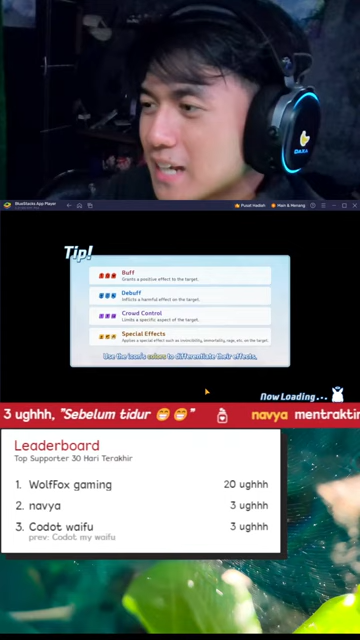 DAXA
BlueStacks App Player
Pusat Hadiah
Main & Menang
Tip!
Buff
Grants a positive effect to the target.
Debuff
Inflicts a harmful effect on the target.
Crowd Control
Limits a specific aspect of the target.
Special Effects
Applies a special effect such as invincibility, immortality, rage, etc. on the target.
Use the icon's colors to differentiate their effects.
Now Loading...
3 ughhh, "Sebelum tidur 😁😁" navya mentraktir
Leaderboard
Top Supporter 30 Hari Terakhir
1. WolfFox gaming 20 ughhh
2. navya 3 ughhh
3. Codot waifu 3 ughhh
prev: Codot my waifu